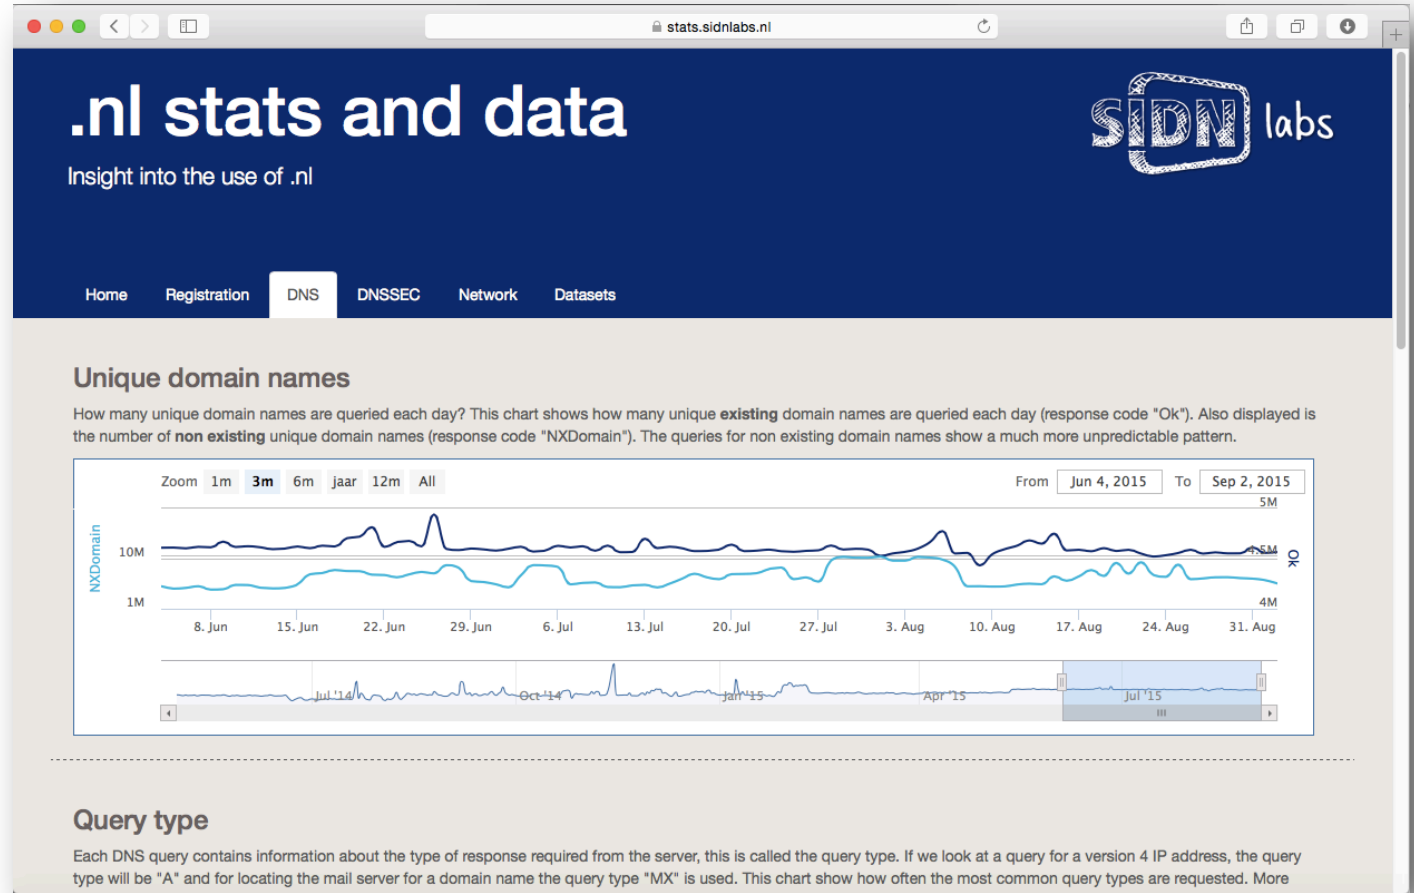 stats.sidnlabs.nl
.nl stats and data
SIDN labs
Insight into the use of .nl
Home Registration DNS DNSSEC Network Datasets
Unique domain names
How many unique domain names are queried each day? This chart shows how many unique existing domain names are queried each day (response code "Ok"). Also displayed is
the number of non existing unique domain names (response code "NXDomain"). The queries for non existing domain names show a much more unpredictable pattern.
Zoom 1m 3m 6m jaar 12m All From Jun 4, 2015 To Sep 2, 2015
5M
NXDomain
10M
4.5M
Ok
1M
4M
8. Jun 15. Jun 22. Jun 29. Jun 6. Jul 13. Jul 20. Jul 27. Jul 3. Aug 10. Aug 17. Aug 24. Aug 31. Aug
Jul '14 Oct '14 Jan '15 Apr '15 Jul '15
Query type
Each DNS query contains information about the type of response required from the server, this is called the query type. If we look at a query for a version 4 IP address, the query
type will be "A" and for locating the mail server for a domain name the query type "MX" is used. This chart show how often the most common query types are requested. More